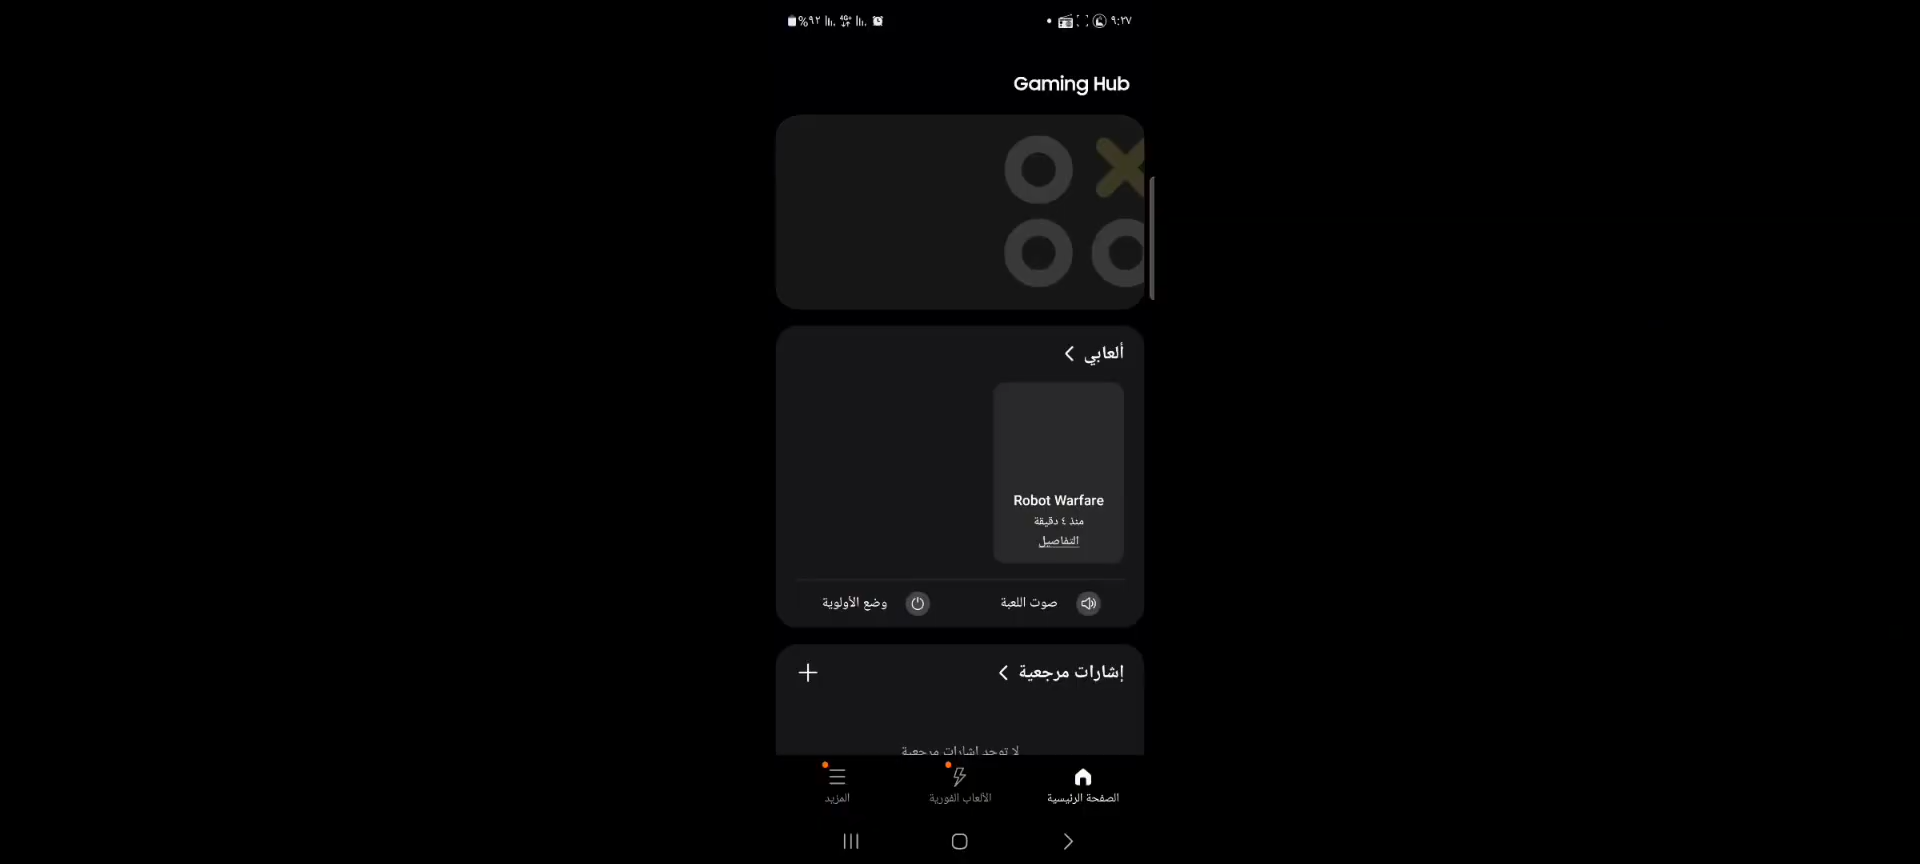 ٩:٢٧
%٩٢
Gaming Hub
ألعابي
Robot Warfare
منذ ٤ دقيقة
التفاصيل
صوت اللعبة
وضع الأولوية
إشارات مرجعية
لا توجد إشارات مرجعية
الصفحة الرئيسية
الألعاب الفورية
المزيد